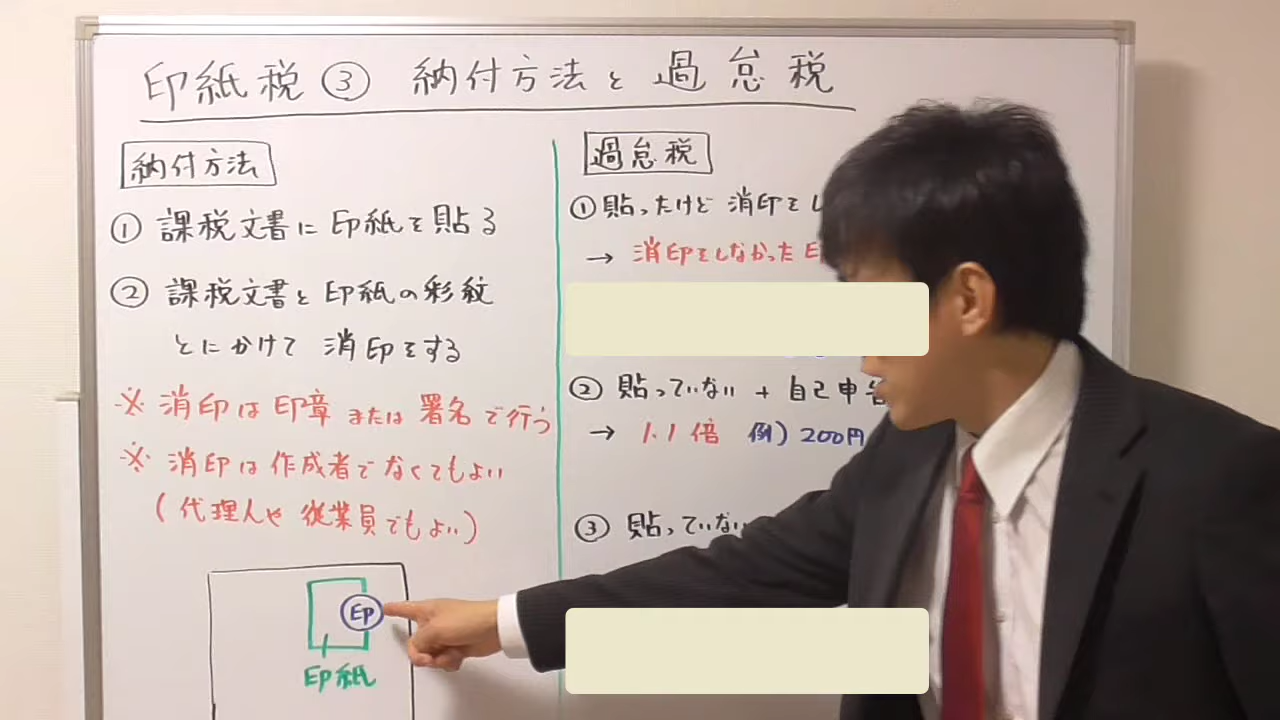 印紙税③ 納付方法と過怠税
納付方法
① 課税文書に印紙を貼る
② 課税文書と印紙の彩紋
とにかけて 消印をする
※ 消印は印章または署名で行う
※ 消印は作成者でなくてもよい
(代理人や従業員でもよい)
印
印紙
過怠税
①貼ったけど 消印をし
→ 消印をしなかった印
② 貼っていない + 自己申告
→ 1.1倍 例) 200円
③ 貼っていない